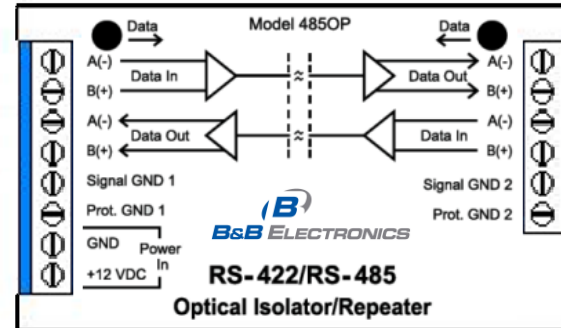 Model 485OP
Data
Data
A(-)
Data In
B(+)
Data Out
A(-)
B(+)
A(-)
Data Out
B(+)
Data In
A(-)
B(+)
Signal GND 1
Signal GND 2
Prot. GND 1
Prot. GND 2
GND
Power In
+12 VDC
B
B&B ELECTRONICS
RS-422/RS-485
Optical Isolator/Repeater